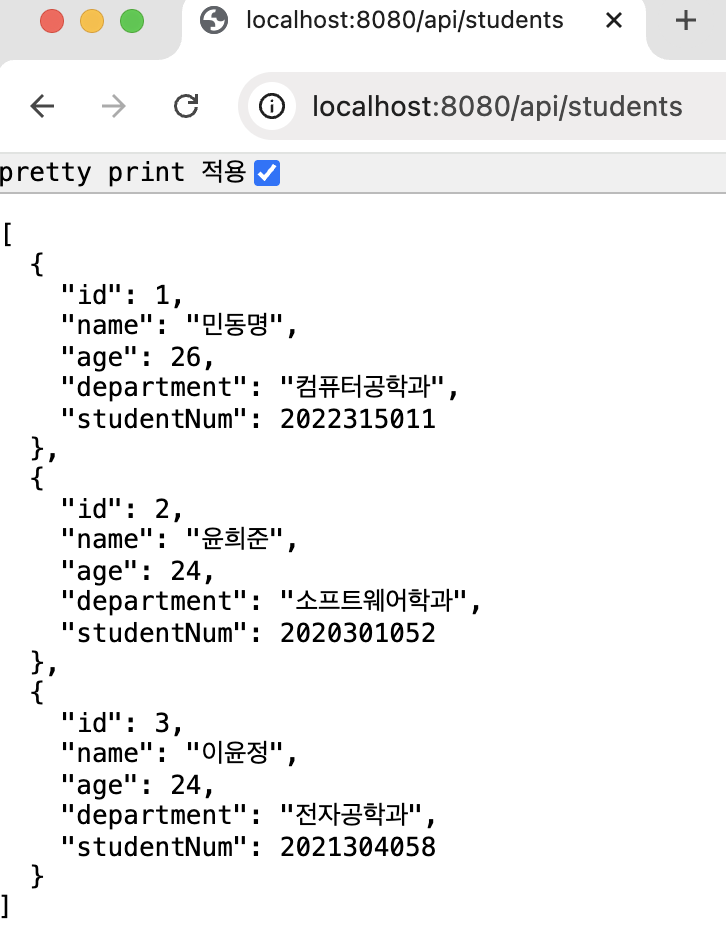 localhost:8080/api/students
localhost:8080/api/students
pretty print 적용
[
  {
    "id": 1,
    "name": "민동명",
    "age": 26,
    "department": "컴퓨터공학과",
    "studentNum": 2022315011
  },
  {
    "id": 2,
    "name": "윤희준",
    "age": 24,
    "department": "소프트웨어학과",
    "studentNum": 2020301052
  },
  {
    "id": 3,
    "name": "이윤정",
    "age": 24,
    "department": "전자공학과",
    "studentNum": 2021304058
  }
]